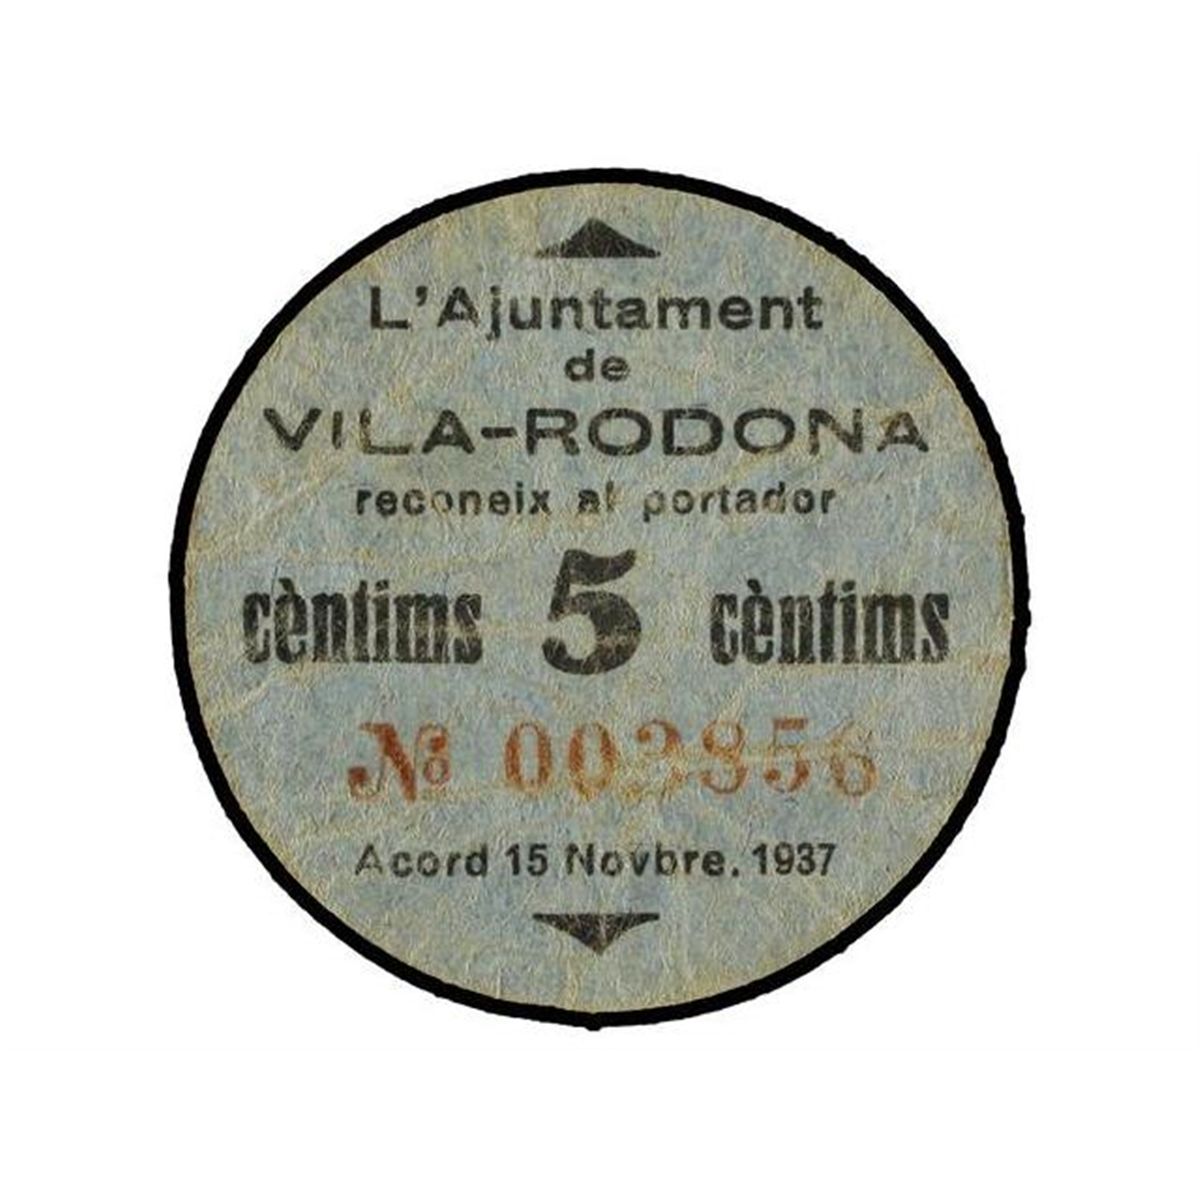 L'Ajuntament
de
VILA-RODONA
reconeix al portador
cèntims 5 cèntims
Nº 003856
Acord 15 Novbre. 1937